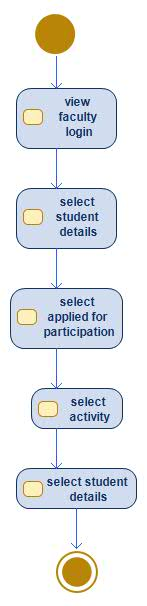 view
faculty
login
select
student
details
select
applied for
participation
select
activity
select student
details